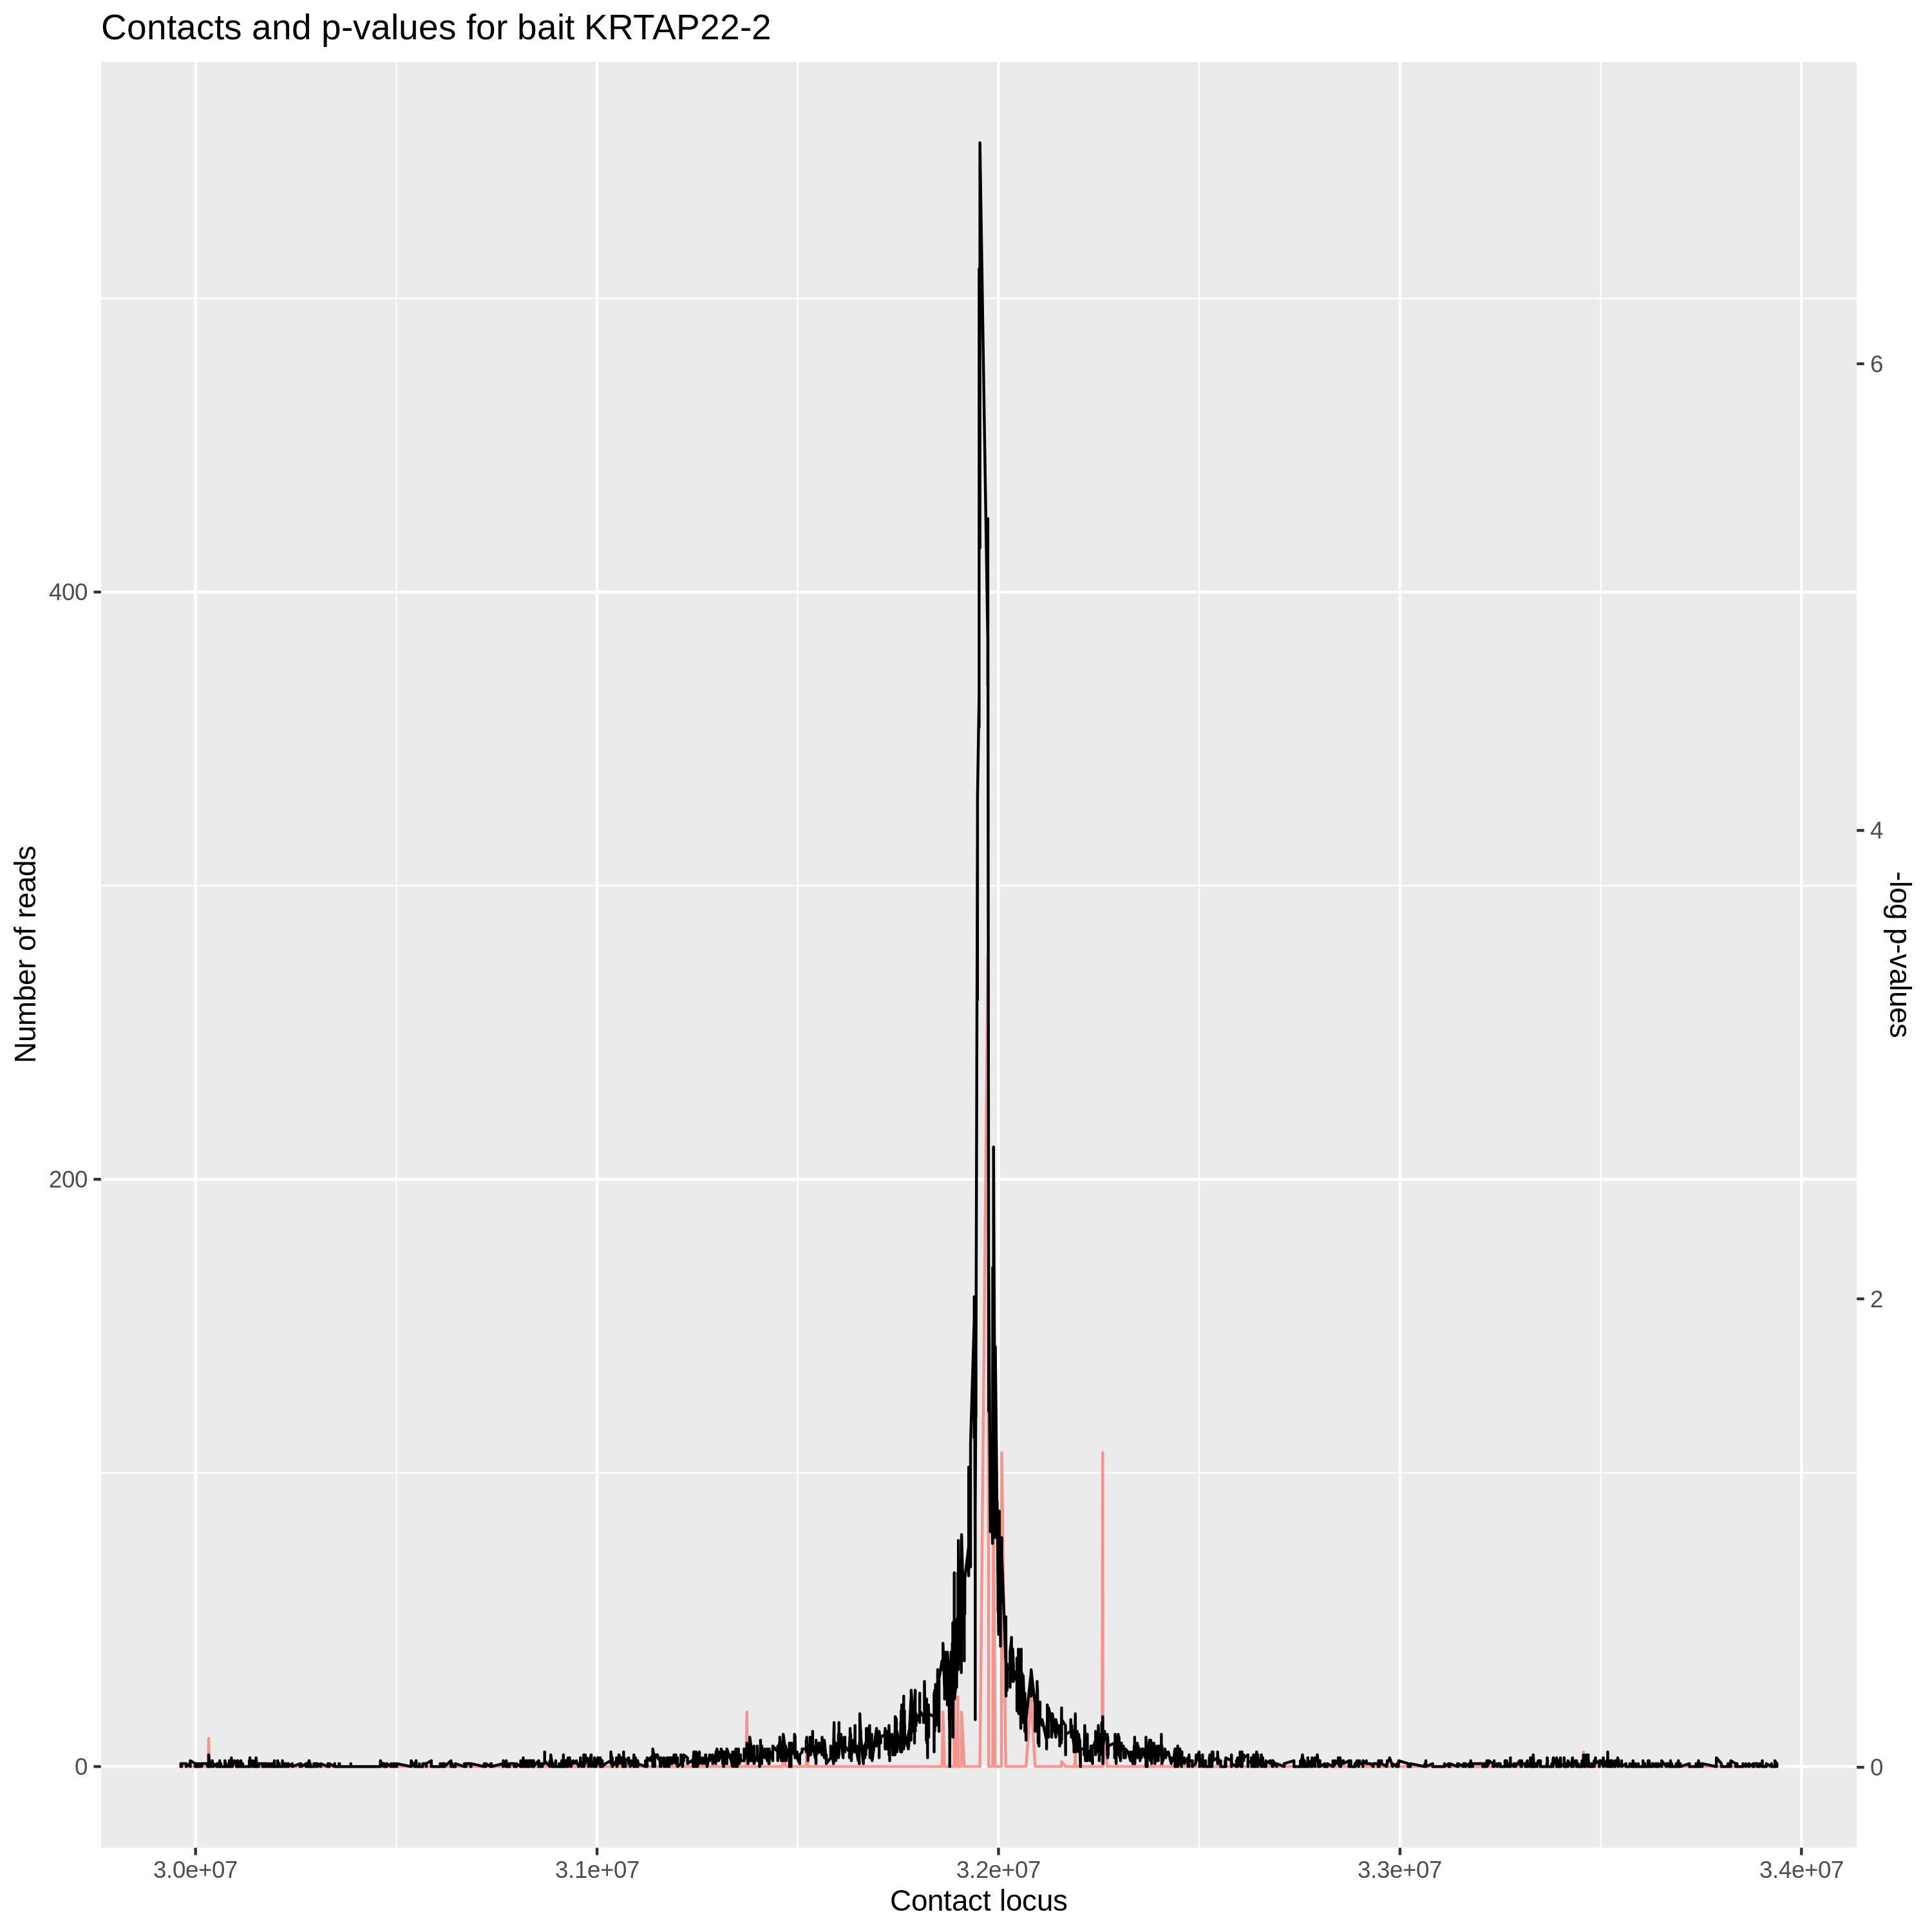 Contacts and p-values for bait KRTAP22-2
Number of reads
400
200
0
6
4
2
0
-log p-values
3.0e+07
3.1e+07
3.2e+07
3.3e+07
3.4e+07
Contact locus